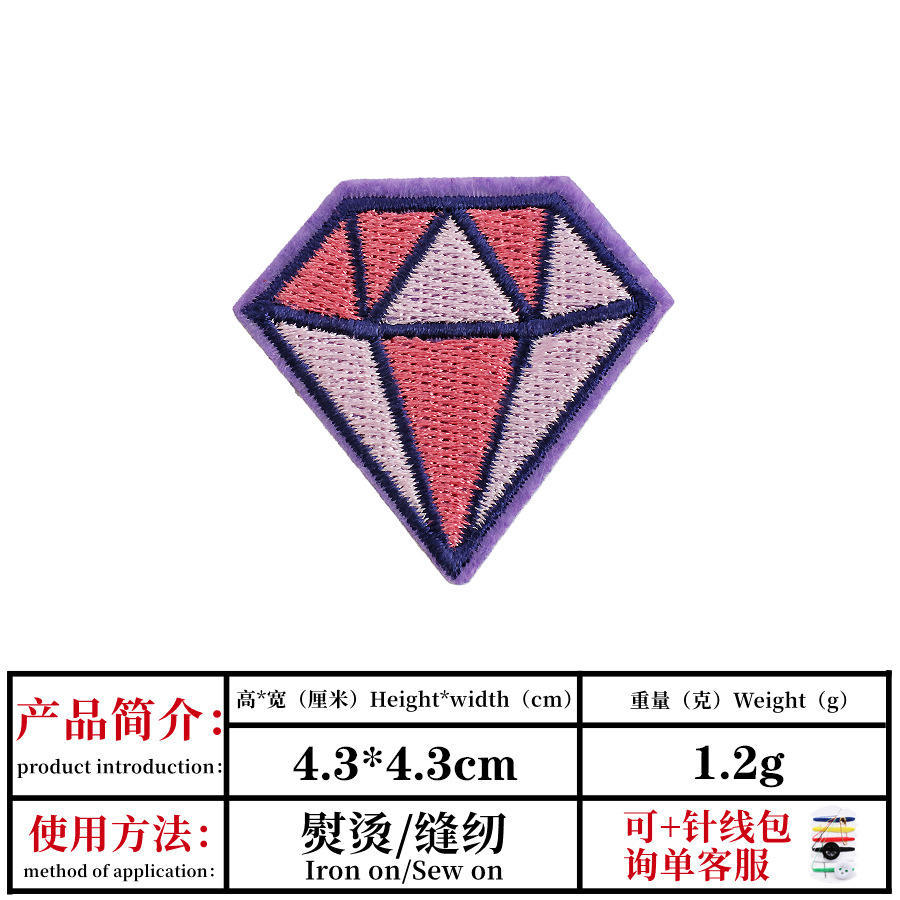 产品简介：
product introduction：
高*宽（厘米）Height*width（cm）
重量（克）Weight（g）
4.3*4.3cm
1.2g
使用方法：
method of application：
熨烫/缝纫
Iron on/Sew on
可+针线包
询单客服